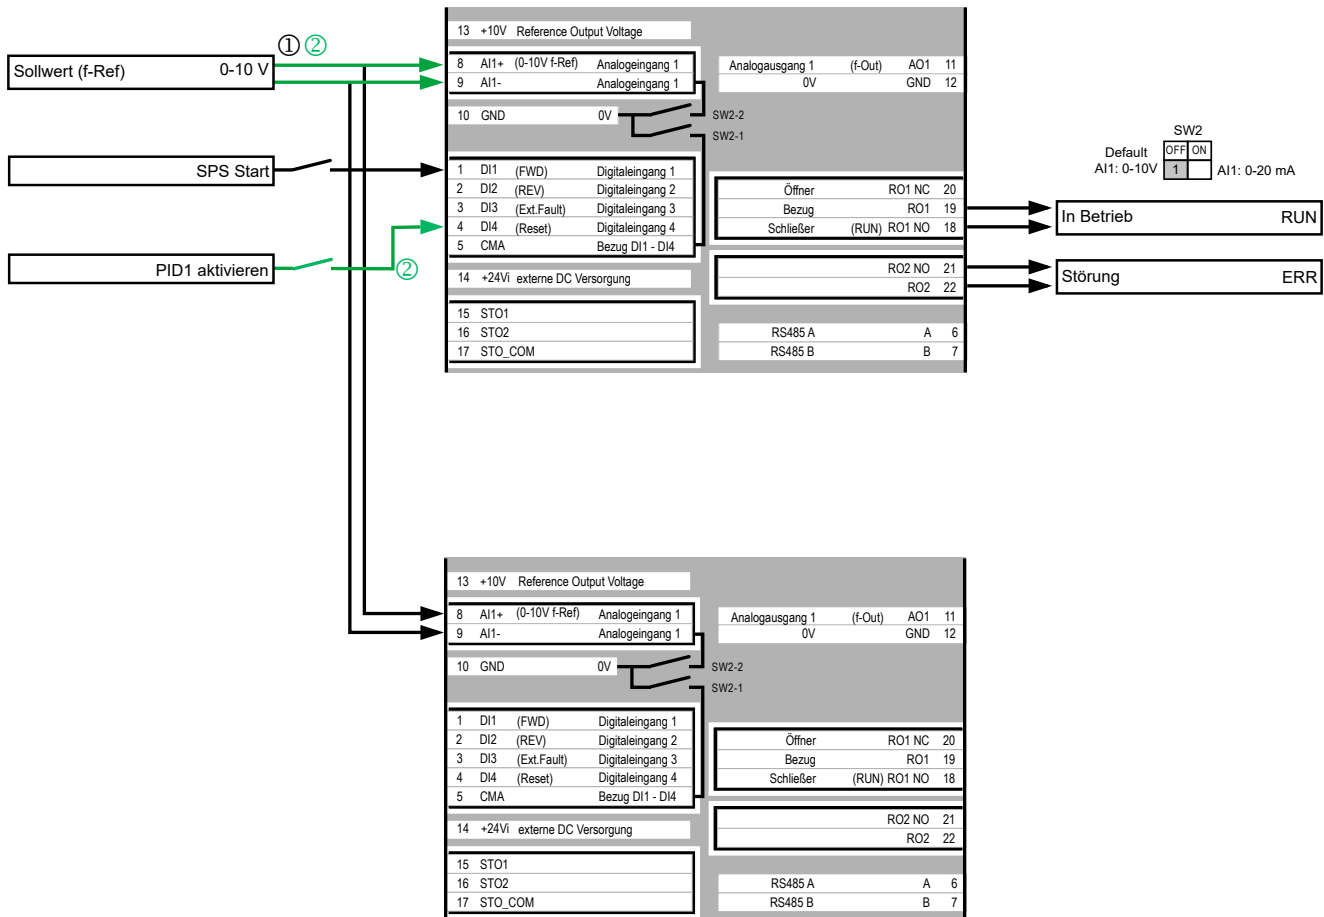 13 +10V Reference Output Voltage
① ②
Sollwert (f-Ref) 0-10 V
8 AI1+ (0-10V f-Ref) Analogeingang 1
9 AI1- Analogeingang 1
Analogausgang 1 (f-Out) AO1 11
0V GND 12
10 GND 0V
SW2-2
SW2-1
SW2
Default OFF ON
AI1: 0-10V 1 AI1: 0-20 mA
SPS Start
1 DI1 (FWD) Digitaleingang 1
2 DI2 (REV) Digitaleingang 2
3 DI3 (Ext.Fault) Digitaleingang 3
4 DI4 (Reset) Digitaleingang 4
5 CMA Bezug DI1 - DI4
Öffner RO1 NC 20
Bezug RO1 19
Schließer (RUN) RO1 NO 18
In Betrieb RUN
PID1 aktivieren
②
14 +24Vi externe DC Versorgung
RO2 NO 21
RO2 22
Störung ERR
15 STO1
16 STO2
17 STO_COM
RS485 A A 6
RS485 B B 7
13 +10V Reference Output Voltage
8 AI1+ (0-10V f-Ref) Analogeingang 1
9 AI1- Analogeingang 1
Analogausgang 1 (f-Out) AO1 11
0V GND 12
10 GND 0V
SW2-2
SW2-1
1 DI1 (FWD) Digitaleingang 1
2 DI2 (REV) Digitaleingang 2
3 DI3 (Ext.Fault) Digitaleingang 3
4 DI4 (Reset) Digitaleingang 4
5 CMA Bezug DI1 - DI4
Öffner RO1 NC 20
Bezug RO1 19
Schließer (RUN) RO1 NO 18
14 +24Vi externe DC Versorgung
RO2 NO 21
RO2 22
15 STO1
16 STO2
17 STO_COM
RS485 A A 6
RS485 B B 7